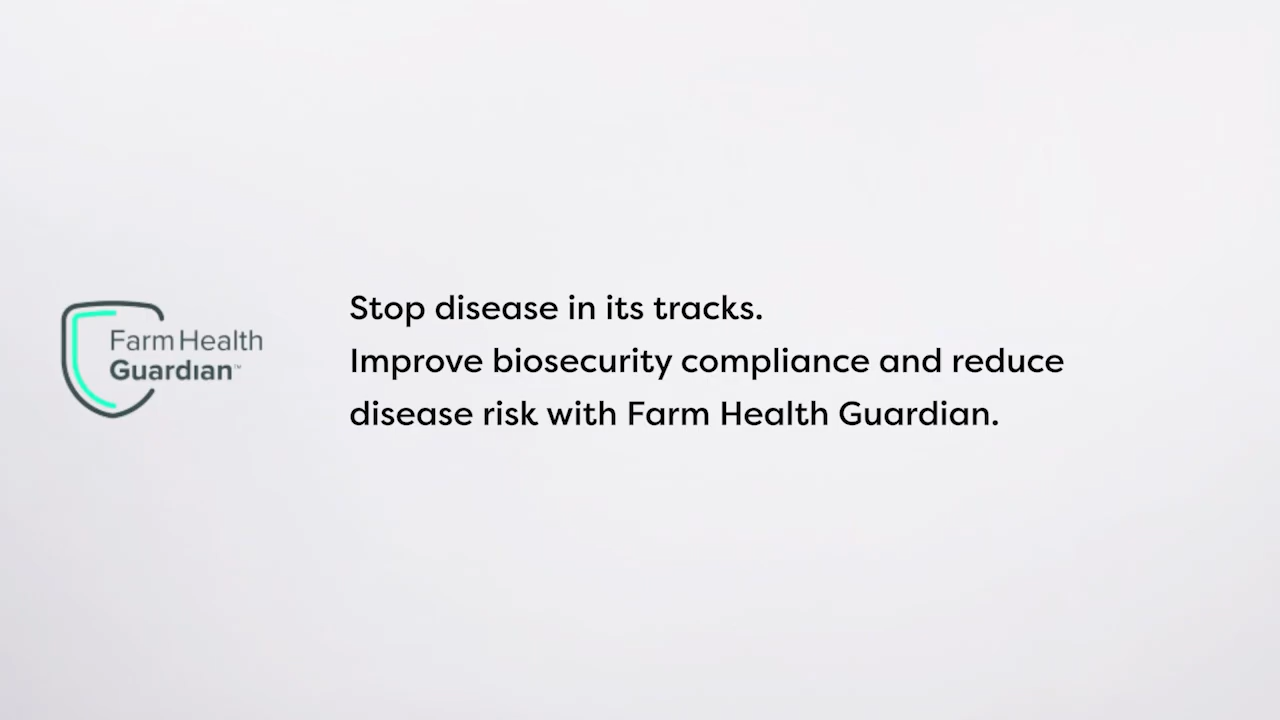 Farm Health
Guardian™
Stop disease in its tracks.
Improve biosecurity compliance and reduce
disease risk with Farm Health Guardian.